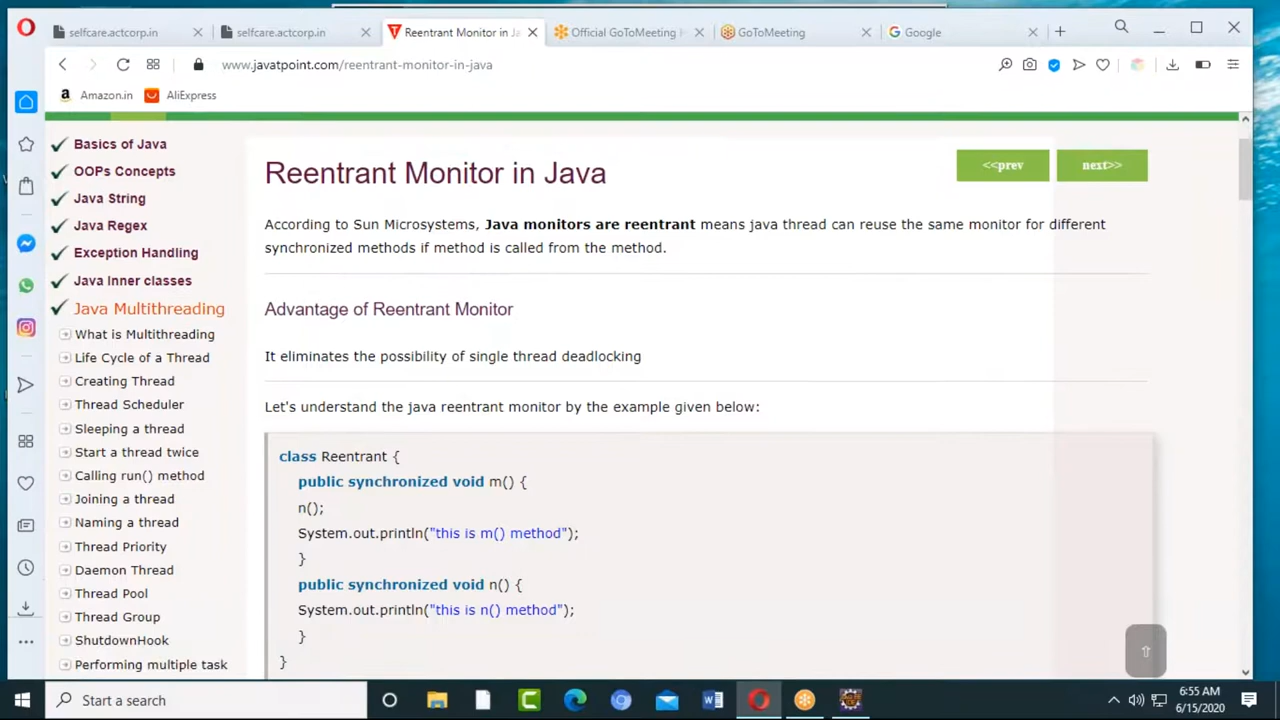 selfcare.actcorp.in
selfcare.actcorp.in
Reentrant Monitor in Ja
Official GoToMeeting
GoToMeeting
Google
www.javatpoint.com/reentrant-monitor-in-java
Amazon.in
AliExpress
Basics of Java
OOPs Concepts
Java String
Java Regex
Exception Handling
Java Inner classes
Java Multithreading
What is Multithreading
Life Cycle of a Thread
Creating Thread
Thread Scheduler
Sleeping a thread
Start a thread twice
Calling run() method
Joining a thread
Naming a thread
Thread Priority
Daemon Thread
Thread Pool
Thread Group
ShutdownHook
Performing multiple task
Reentrant Monitor in Java
<<prev
next>>
According to Sun Microsystems, Java monitors are reentrant means java thread can reuse the same monitor for different
synchronized methods if method is called from the method.
Advantage of Reentrant Monitor
It eliminates the possibility of single thread deadlocking
Let's understand the java reentrant monitor by the example given below:
class Reentrant {
public synchronized void m() {
n();
System.out.println("this is m() method");
}
public synchronized void n() {
System.out.println("this is n() method");
}
}
Start a search
6:55 AM
6/15/2020